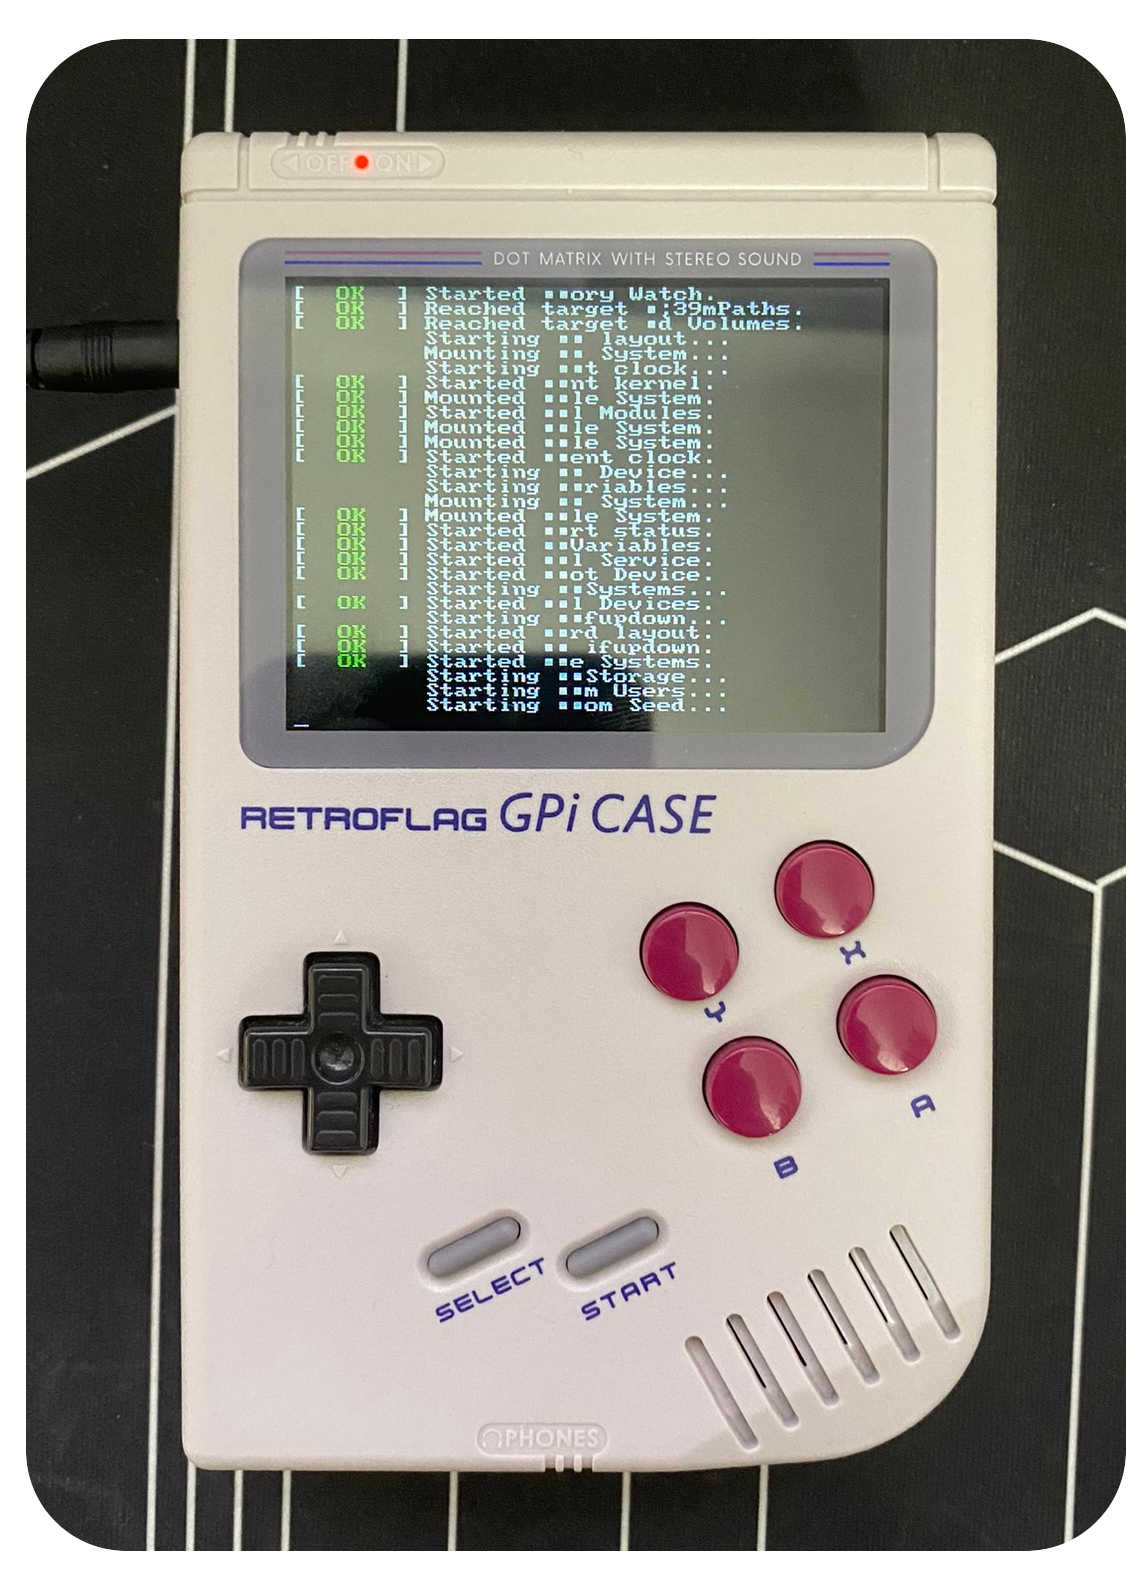 OFF ON
DOT MATRIX WITH STEREO SOUND
[ OK ] Started ▪▪ory Watch.
[ OK ] Reached target ▪;39mPaths.
[ OK ] Reached target ▪d Volumes.
Starting ▪▪ layout...
Mounting ▪▪ System...
Starting ▪▪t clock...
[ OK ] Started ▪▪nt kernel.
[ OK ] Mounted ▪▪le System.
[ OK ] Started ▪▪l Modules.
[ OK ] Mounted ▪▪le System.
[ OK ] Mounted ▪▪le System.
[ OK ] Started ▪▪ent clock.
Starting ▪▪ Device...
Starting ▪▪riables...
Mounting ▪▪ System...
[ OK ] Mounted ▪▪le System.
[ OK ] Started ▪▪rt status.
[ OK ] Started ▪▪Variables.
[ OK ] Started ▪▪l Service.
[ OK ] Started ▪▪ot Device.
Starting ▪▪Systems...
[ OK ] Started ▪▪l Devices.
Starting ▪▪fupdown...
[ OK ] Started ▪▪rd layout.
[ OK ] Started ▪▪ ifupdown.
[ OK ] Started ▪▪e Systems.
Starting ▪▪Storage...
Starting ▪▪m Users...
Starting ▪▪om Seed...
_
RETROFLAG GPi CASE
X
Y
A
B
SELECT START
PHONES